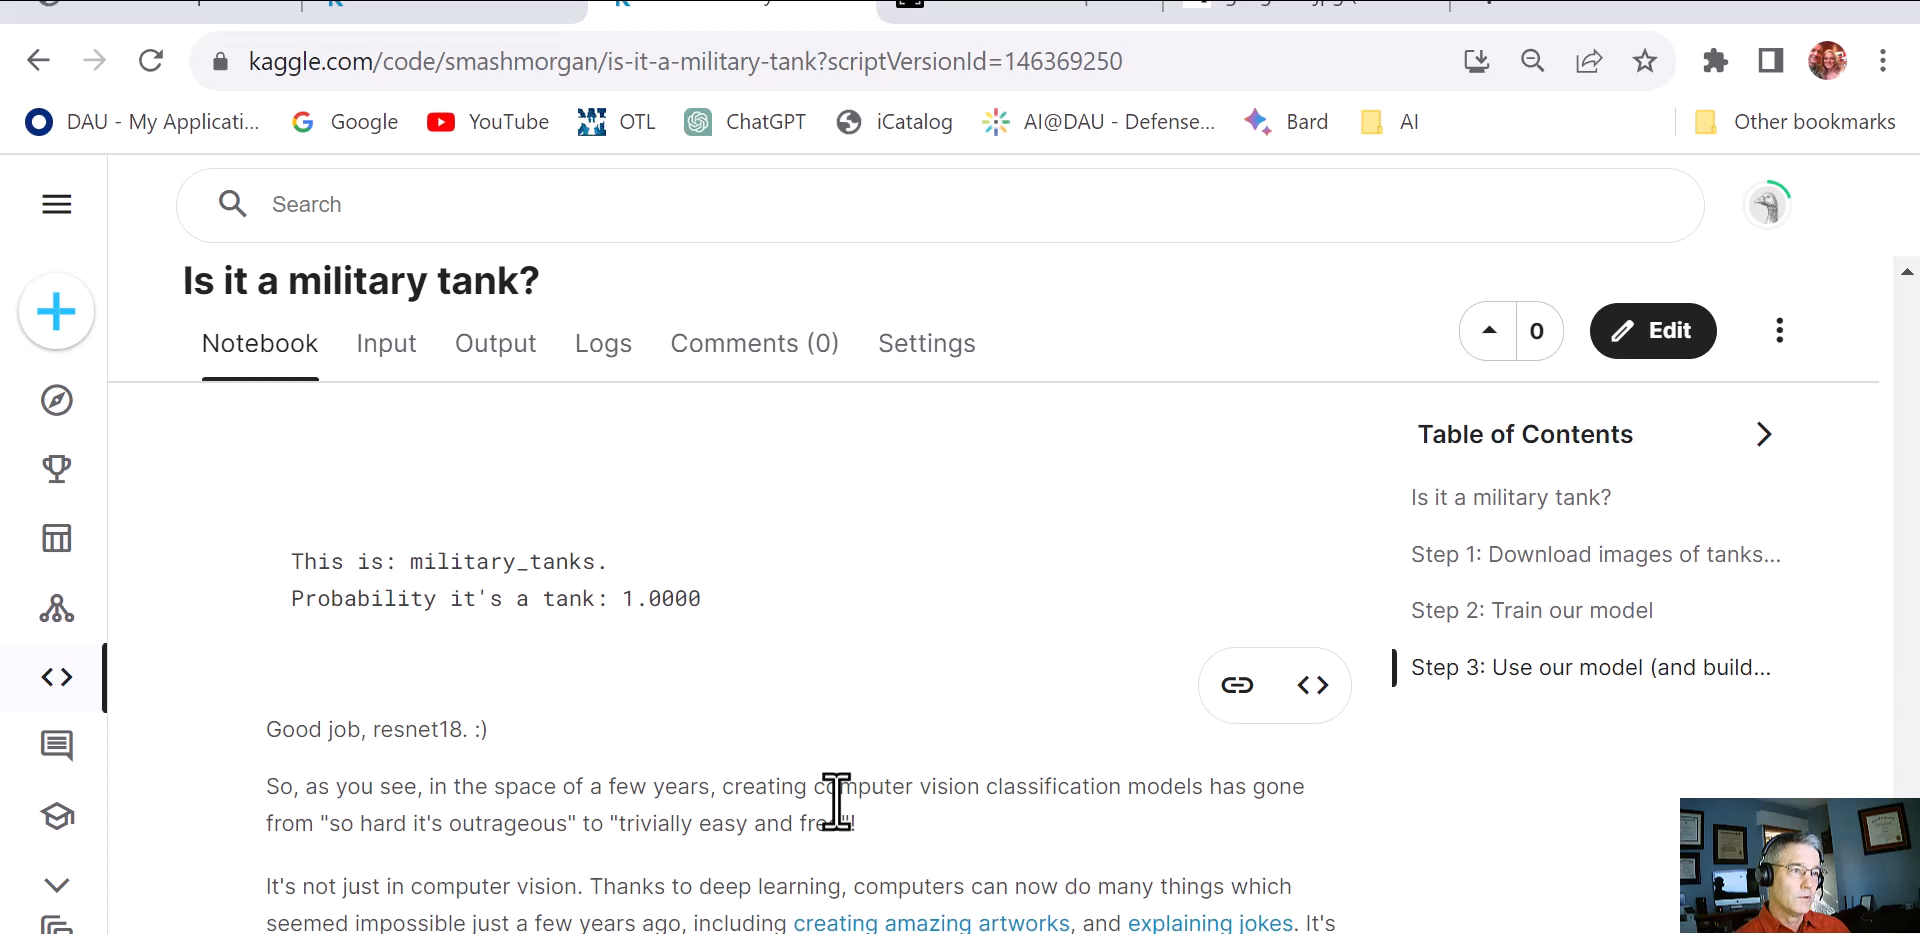 kaggle.com/code/smashmorgan/is-it-a-military-tank?scriptVersionId=146369250
DAU - My Applicati... Google YouTube OTL ChatGPT iCatalog AI@DAU - Defense... Bard AI Other bookmarks
Search
Is it a military tank?
Notebook Input Output Logs Comments (0) Settings
0 Edit
Table of Contents
Is it a military tank?
Step 1: Download images of tanks...
Step 2: Train our model
Step 3: Use our model (and build...
This is: military_tanks.
Probability it's a tank: 1.0000
Good job, resnet18. :)
So, as you see, in the space of a few years, creating computer vision classification models has gone
from "so hard it's outrageous" to "trivially easy and free"!
It's not just in computer vision. Thanks to deep learning, computers can now do many things which
seemed impossible just a few years ago, including creating amazing artworks, and explaining jokes. It's